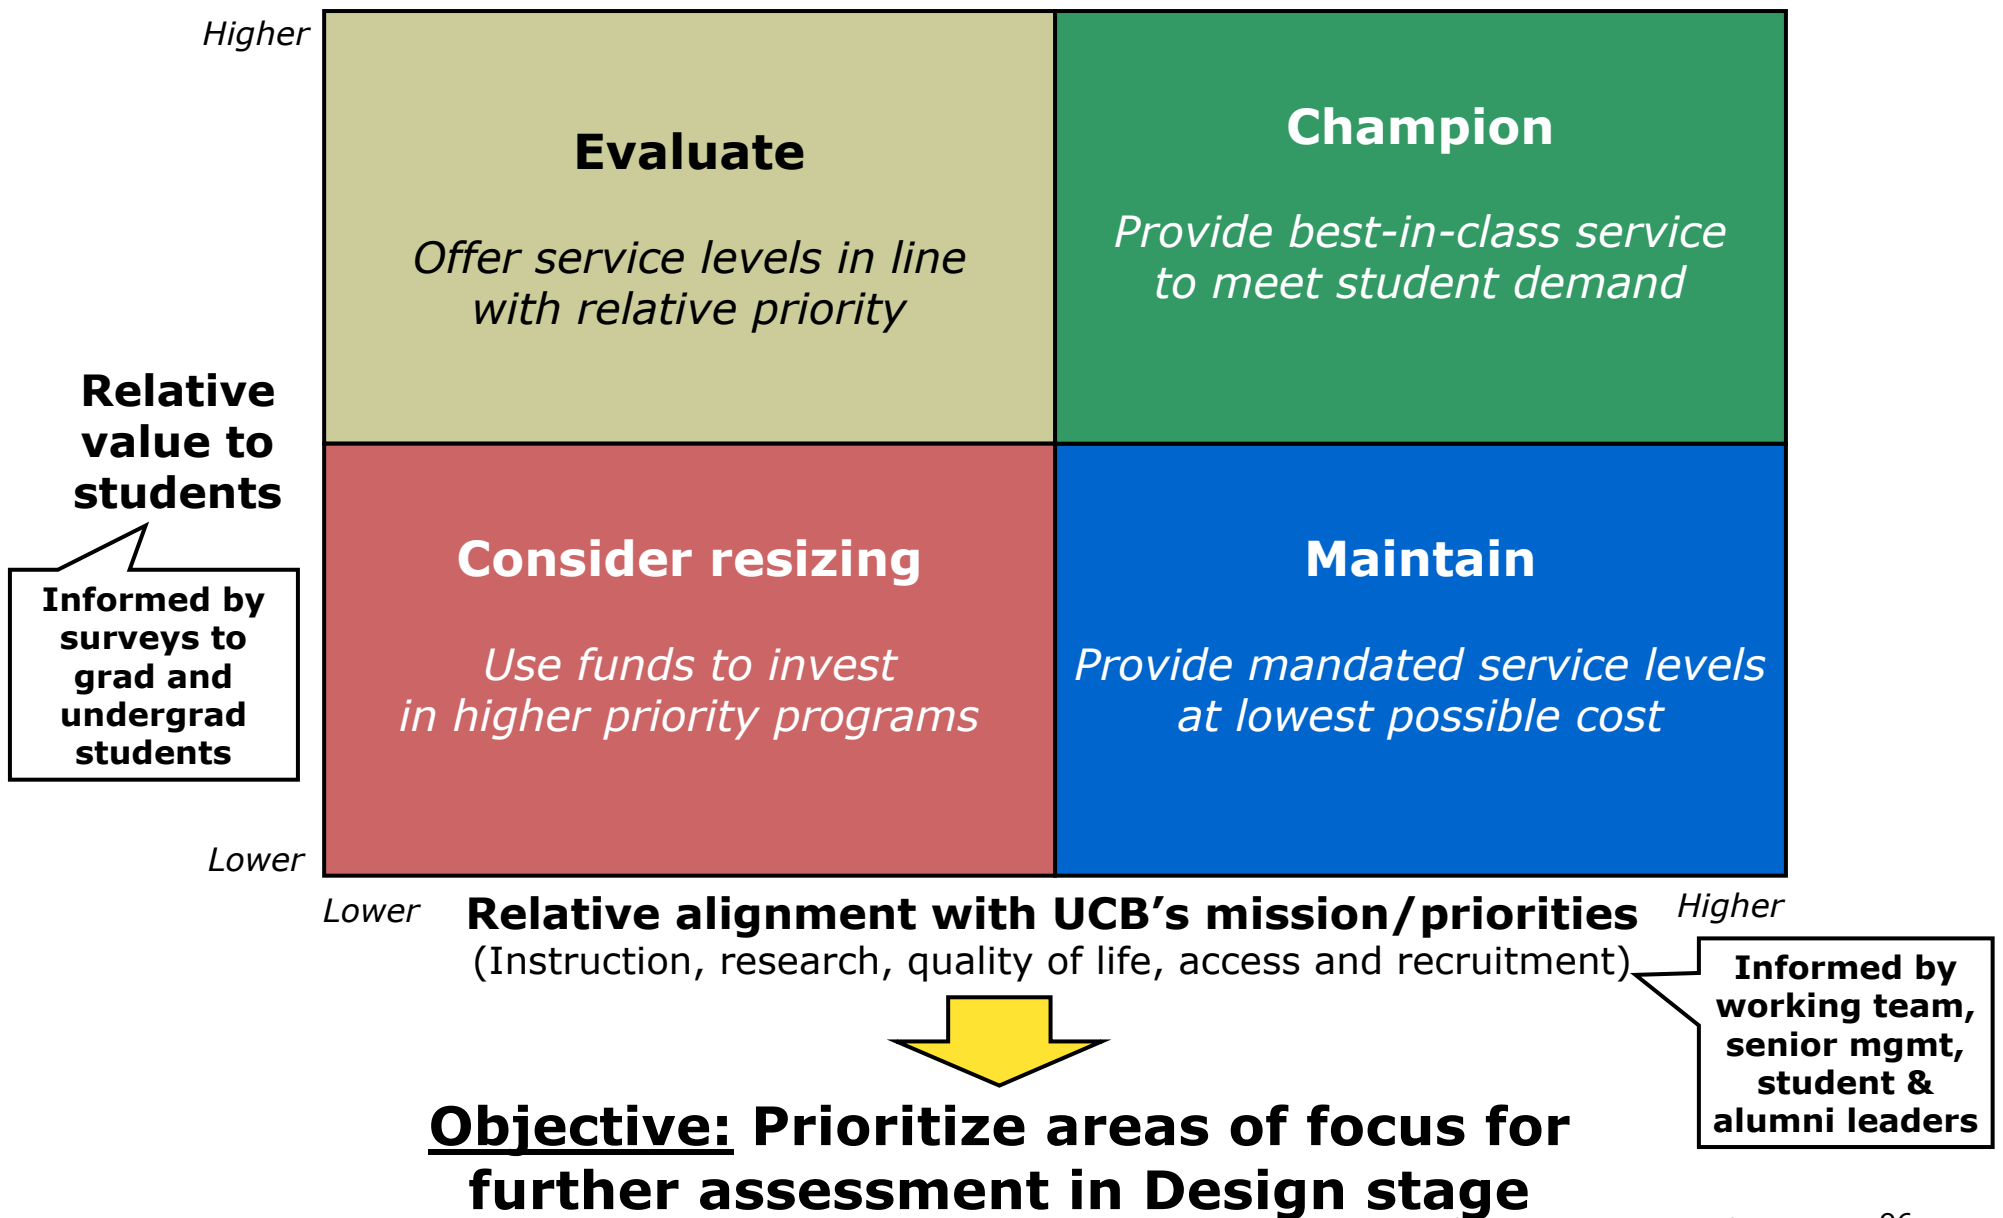 Higher
Evaluate
Offer service levels in line
with relative priority
Champion
Provide best-in-class service
to meet student demand
Relative
value to
students
Informed by
surveys to
grad and
undergrad
students
Consider resizing
Use funds to invest
in higher priority programs
Maintain
Provide mandated service levels
at lowest possible cost
Lower
Lower
Relative alignment with UCB’s mission/priorities
Higher
(Instruction, research, quality of life, access and recruitment)
Informed by
working team,
senior mgmt,
student &
alumni leaders
Objective: Prioritize areas of focus for
further assessment in Design stage